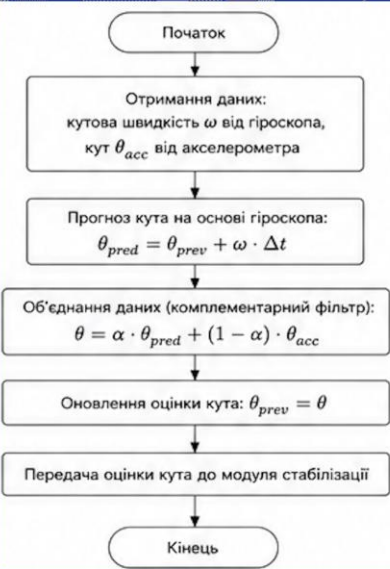 Початок
Отримання даних:
кутова швидкість ω від гіроскопа,
кут θ_acc від акселерометра
Прогноз кута на основі гіроскопа:
θ_pred = θ_prev + ω · Δt
Об'єднання даних (комплементарний фільтр):
θ = α · θ_pred + (1 − α) · θ_acc
Оновлення оцінки кута: θ_prev = θ
Передача оцінки кута до модуля стабілізації
Кінець